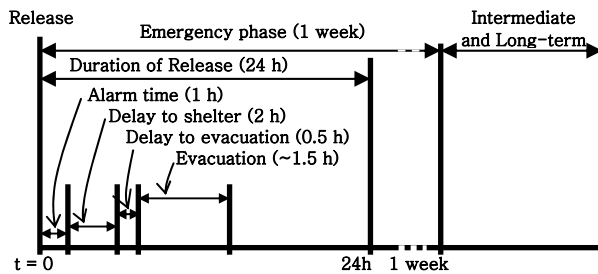 Release
Emergency phase (1 week)
Intermediate
and Long-term
Duration of Release (24 h)
Alarm time (1 h)
Delay to shelter (2 h)
Delay to evacuation (0.5 h)
Evacuation (~1.5 h)
t = 0
24h
1 week